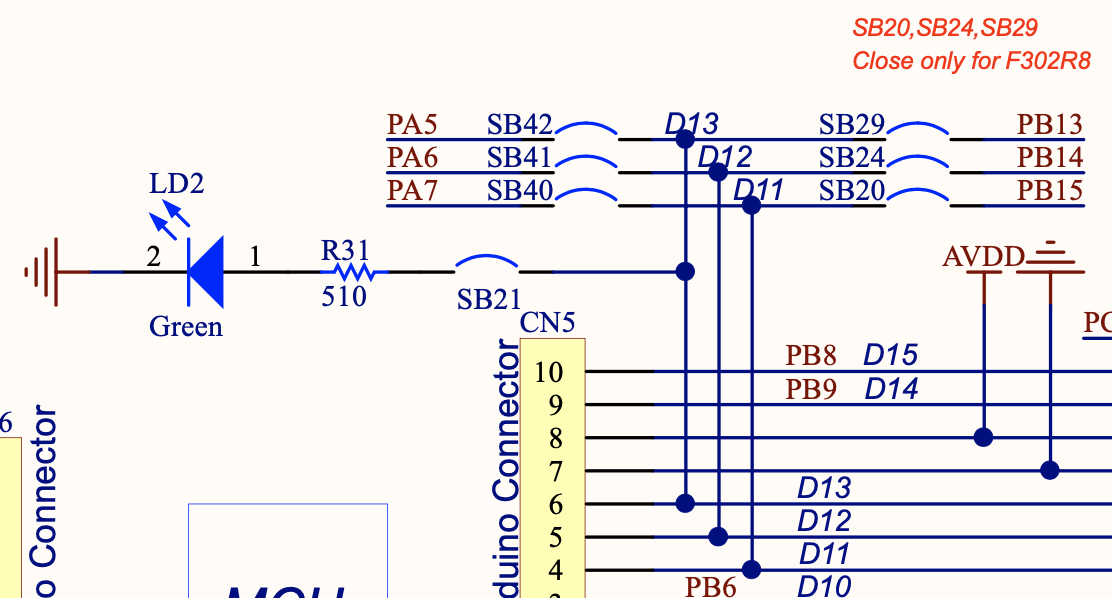 SB20,SB24,SB29
Close only for F302R8
PA5 SB42 D13 SB29 PB13
PA6 SB41 D12 SB24 PB14
PA7 SB40 D11 SB20 PB15
LD2
2 1 R31
510
Green
SB21
AVDD
CN5
PC
10 PB8 D15
9 PB9 D14
8
7
6 D13
5 D12
4 D11
PB6 D10
6
o Connector
duino Connector
MCU